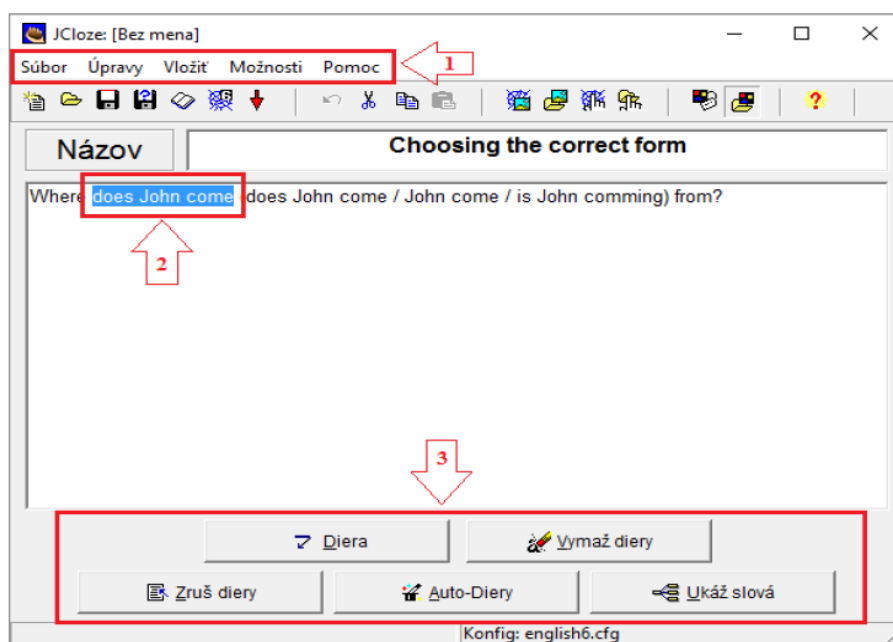 JCloze: [Bez mena]
Súbor Úpravy Vložiť Možnosti Pomoc
1
?
Názov Choosing the correct form
Where does John come (does John come / John come / is John comming) from?
2
3
Diera Vymaž diery
Zruš diery Auto-Diery Ukáž slová
Konfig: english6.cfg